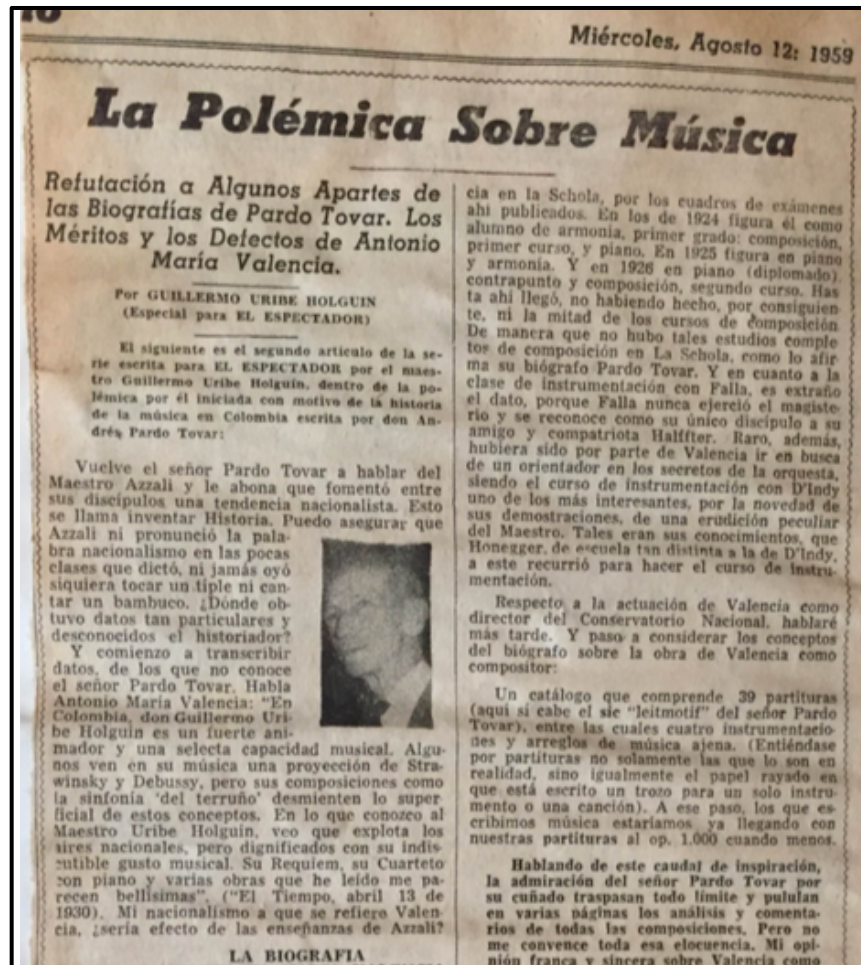 Miércoles, Agosto 12: 1959
La Polémica Sobre Música
Refutación a Algunos Apartes de
las Biografías de Pardo Tovar. Los
Méritos y los Defectos de Antonio
María Valencia.
Por GUILLERMO URIBE HOLGUIN
(Especial para EL ESPECTADOR)
El siguiente es el segundo artículo de la se-
rie escrita para EL ESPECTADOR por el maes-
tro Guillermo Uribe Holguín, dentro de la po-
lémica por él iniciada con motivo de la historia
de la música en Colombia escrita por don An-
drés Pardo Tovar:
Vuelve el señor Pardo Tovar a hablar del
Maestro Azzali y le abona que fomentó entre
sus discípulos una tendencia nacionalista. Esto
se llama inventar Historia. Puedo asegurar que
Azzali ni pronunció la pala-
bra nacionalismo en las pocas
clases que dictó, ni jamás oyó
siquiera tocar un tiple ni can-
tar un bambuco. ¿Dónde ob-
tuvo datos tan particulares y
desconocidos el historiador?
Y comienzo a transcribir
datos, de los que no conoce
el señor Pardo Tovar. Habla
Antonio María Valencia: "En
Colombia, don Guillermo Uri-
be Holguín es un fuerte ani-
mador y una selecta capacidad musical. Algu-
nos ven en su música una proyección de Stra-
winsky y Debussy, pero sus composiciones como
la sinfonía 'del terruño' desmienten lo super
ficial de estos conceptos. En lo que conozco al
Maestro Uribe Holguín, veo que explota los
aires nacionales, pero dignificados con su indis-
cutible gusto musical. Su Requiem, su Cuarteto
con piano y varias obras que he leído me pa-
recen bellísimas". ("El Tiempo, abril 13 de
1930). Mi nacionalismo a que se refiere Valen-
cia, ¿sería efecto de las enseñanzas de Azzali?
LA BIOGRAFIA
cia en la Schola, por los cuadros de exámenes
ahí publicados. En los de 1924 figura él como
alumno de armonía, primer grado; composición,
primer curso, y piano. En 1925 figura en piano
y armonía. Y en 1926 en piano (diplomado),
contrapunto y composición, segundo curso. Has
ta ahí llegó, no habiendo hecho, por consiguien
te, ni la mitad de los cursos de composición
De manera que no hubo tales estudios comple
tos de composición en La Schola, como lo afir
ma su biógrafo Pardo Tovar. Y en cuanto a la
clase de instrumentación con Falla, es extraño
el dato, porque Falla nunca ejerció el magiste-
rio y se reconoce como su único discípulo a su
amigo y compatriota Halffter. Raro, además,
hubiera sido por parte de Valencia ir en busca
de un orientador en los secretos de la orquesta,
siendo el curso de instrumentación con D'Indy
uno de los más interesantes, por la novedad de
sus demostraciones, de una erudición peculiar
del Maestro. Tales eran sus conocimientos, que
Honegger, de escuela tan distinta a la de D'Indy,
a este recurrió para hacer el curso de instru-
mentación.
Respecto a la actuación de Valencia como
director del Conservatorio Nacional, hablaré
más tarde. Y paso a considerar los conceptos
del biógrafo sobre la obra de Valencia como
compositor:
Un catálogo que comprende 39 partituras
(aquí sí cabe el sic "leitmotif" del señor Pardo
Tovar), entre las cuales cuatro instrumentacio-
nes y arreglos de música ajena. (Entiéndase
por partituras no solamente las que lo son en
realidad, sino igualmente el papel rayado en
que está escrito un trozo para un solo instru-
mento o una canción). A ese paso, los que es-
cribimos música estaríamos ya llegando con
nuestras partituras al op. 1.000 cuando menos.
Hablando de este caudal de inspiración,
la admiración del señor Pardo Tovar por
su cuñado traspasan todo límite y pululan
en varias páginas los análisis y comenta-
rios de todas las composiciones. Pero no
me convence toda esa elocuencia. Mi opi-
nión franca y sincera sobre Valencia como